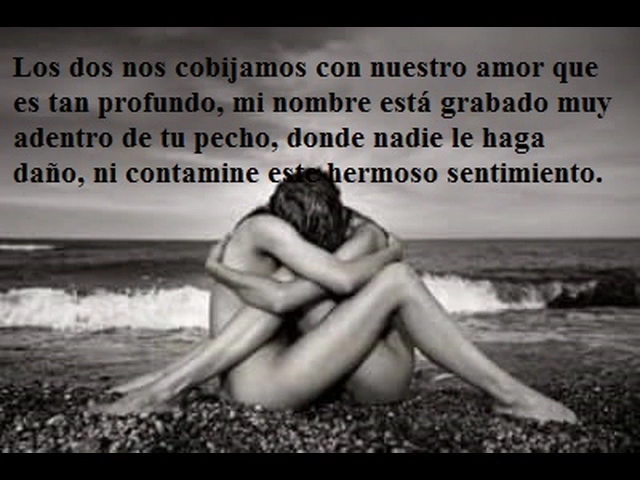 Los dos nos cobijamos con nuestro amor que
es tan profundo, mi nombre está grabado muy
adentro de tu pecho, donde nadie le haga
daño, ni contamine este hermoso sentimiento.